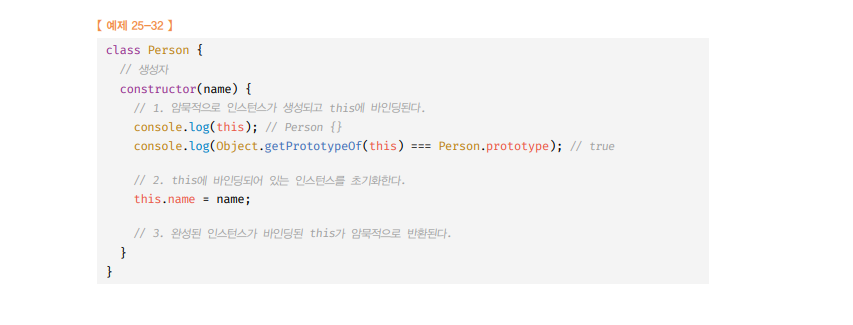 【 예제 25-32 】
class Person {
// 생성자
constructor(name) {
// 1. 암묵적으로 인스턴스가 생성되고 this에 바인딩된다.
console.log(this); // Person {}
console.log(Object.getPrototypeOf(this) === Person.prototype); // true
// 2. this에 바인딩되어 있는 인스턴스를 초기화한다.
this.name = name;
// 3. 완성된 인스턴스가 바인딩된 this가 암묵적으로 반환된다.
}
}